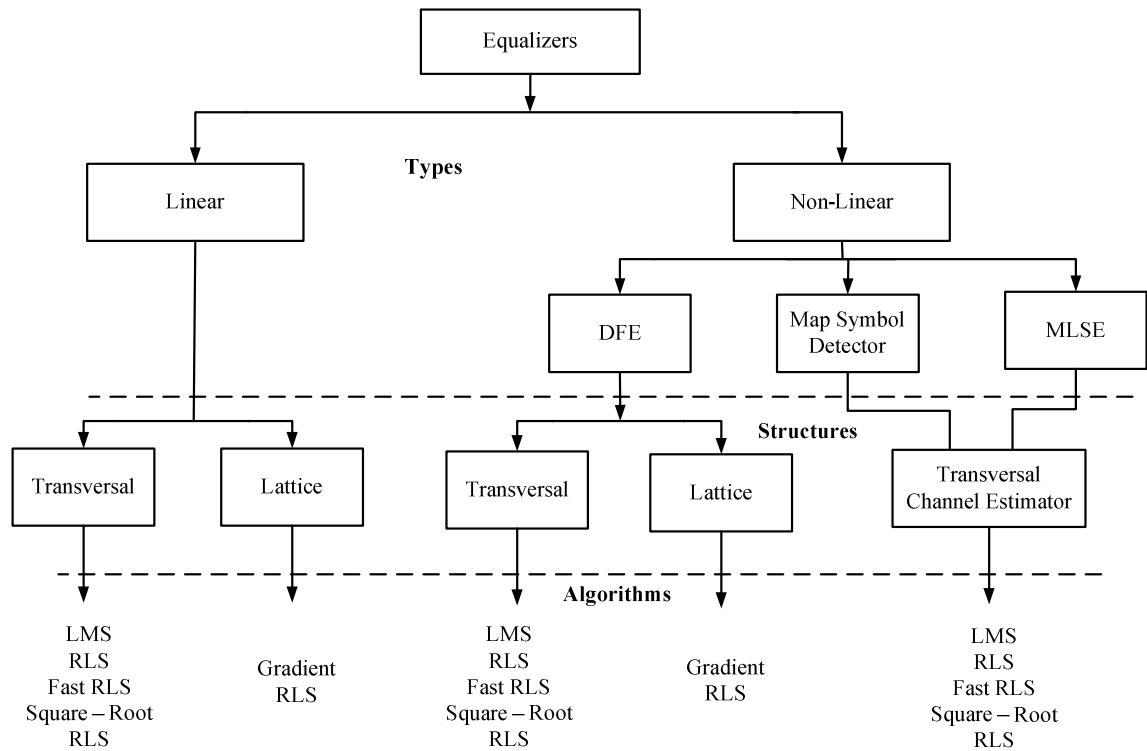 Equalizers
Types
Linear
Non-Linear
DFE
Map Symbol
Detector
MLSE
Structures
Transversal
Lattice
Transversal
Lattice
Transversal
Channel Estimator
Algorithms
LMS
RLS
Fast RLS
Square – Root
RLS
Gradient
RLS
LMS
RLS
Fast RLS
Square – Root
RLS
Gradient
RLS
LMS
RLS
Fast RLS
Square – Root
RLS